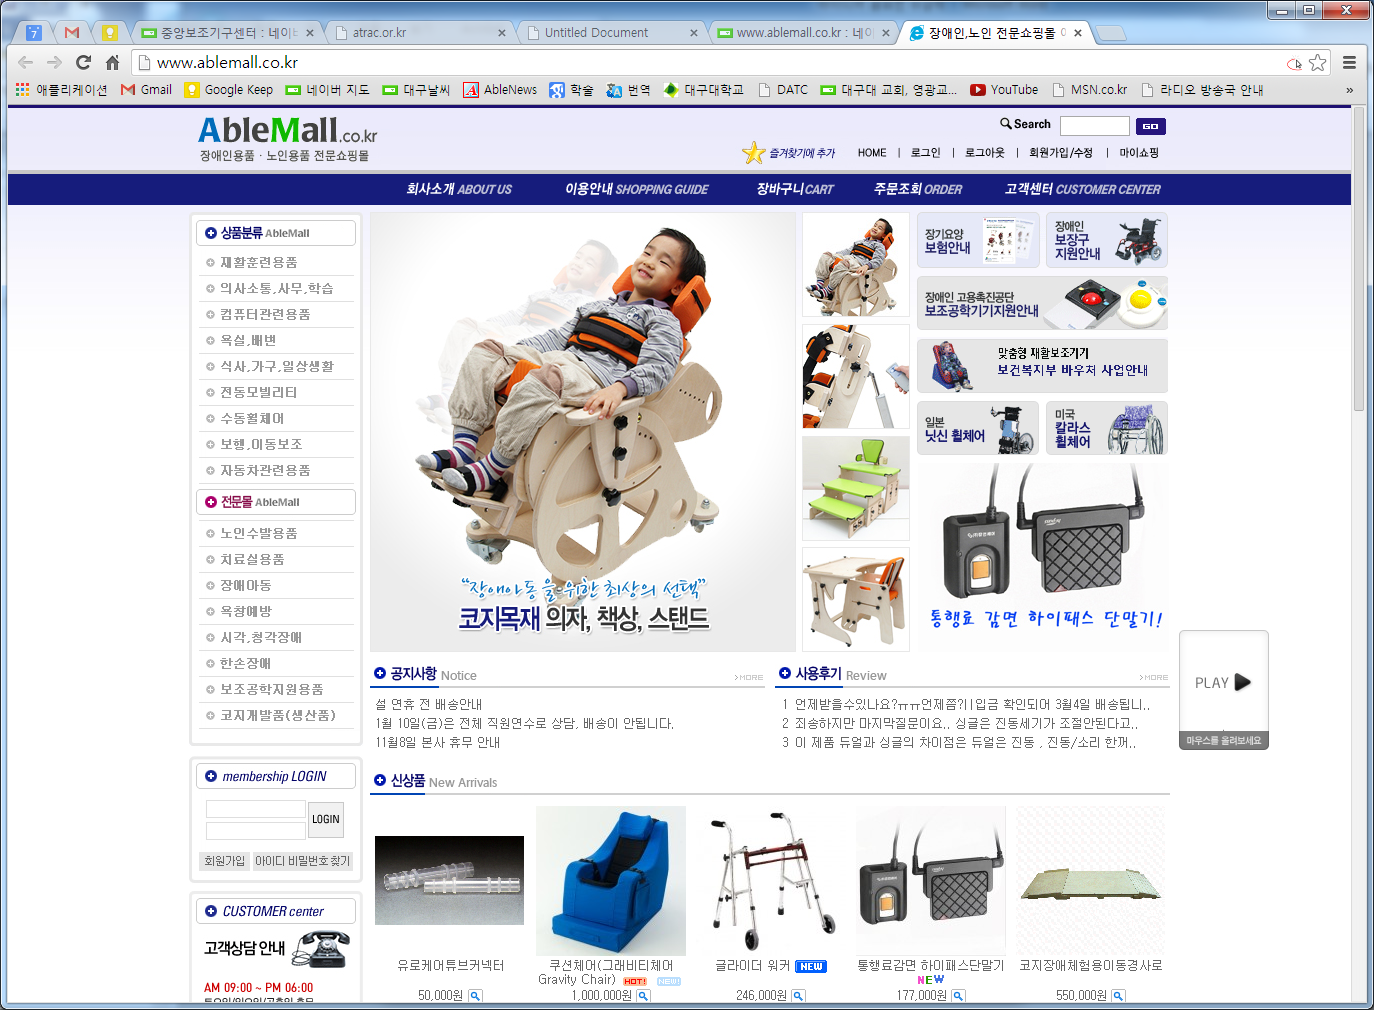 7
중앙보조기구센터 : 네이버
atrac.or.kr
Untitled Document
www.ablemall.co.kr : 네이
장애인,노인 전문쇼핑몰
www.ablemall.co.kr
애플리케이션
Gmail
Google Keep
네이버 지도
대구날씨
AbleNews
학술
번역
대구대학교
DATC
대구대 교회, 영광교...
YouTube
MSN.co.kr
라디오 방송국 안내
»
AbleMall.co.kr
장애인용품 · 노인용품 전문쇼핑몰
Search
GO
즐겨찾기에 추가
HOME | 로그인 | 로그아웃 | 회원가입/수정 | 마이쇼핑
회사소개 ABOUT US
이용안내 SHOPPING GUIDE
장바구니 CART
주문조회 ORDER
고객센터 CUSTOMER CENTER
상품분류 AbleMall
재활훈련용품
의사소통,사무,학습
컴퓨터관련용품
욕실,배변
식사,가구,일상생활
전동모빌리티
수동휠체어
보행,이동보조
자동차관련용품
전문몰 AbleMall
노인수발용품
치료실용품
장애아동
욕창예방
시각,청각장애
한손장애
보조공학지원용품
코지개발품(생산품)
membership LOGIN
LOGIN
회원가입
아이디 비밀번호 찾기
CUSTOMER center
고객상담 안내
AM 09:00 ~ PM 06:00
토요일/일요일/공휴일 휴무
“장애아동을 위한 최상의 선택”
코지목재 의자, 책상, 스탠드
장기요양
보험안내
장애인
보장구
지원안내
장애인 고용촉진공단
보조공학기기지원안내
맞춤형 재활보조기기
보건복지부 바우처 사업안내
일본
닛신 휠체어
미국
칼라스
휠체어
통행료 감면 하이패스 단말기!
PLAY
마우스를 올려보세요
공지사항 Notice
MORE
설 연휴 전 배송안내
1월 10일(금)은 전체 직원연수로 상담, 배송이 안됩니다.
11월8일 본사 휴무 안내
사용후기 Review
MORE
1 언제받을수있나요?ㅠㅠ언제쯤?| 입금 확인되어 3월4일 배송됩니..
2 죄송하지만 마지막질문이요.. 싱글은 진동세기가 조절안된다고..
3 이 제품 듀얼과 싱글의 차이점은 듀얼은 진동 , 진동/소리 한꺼..
신상품 New Arrivals
유로케어튜브커넥터
50,000원
쿠션체어(그래비티체어
Gravity Chair) HOT! NEW!
1,000,000원
글라이더 워커 NEW
246,000원
통행료감면 하이패스단말기
NEW
177,000원
코지장애체험용이동경사로
550,000원